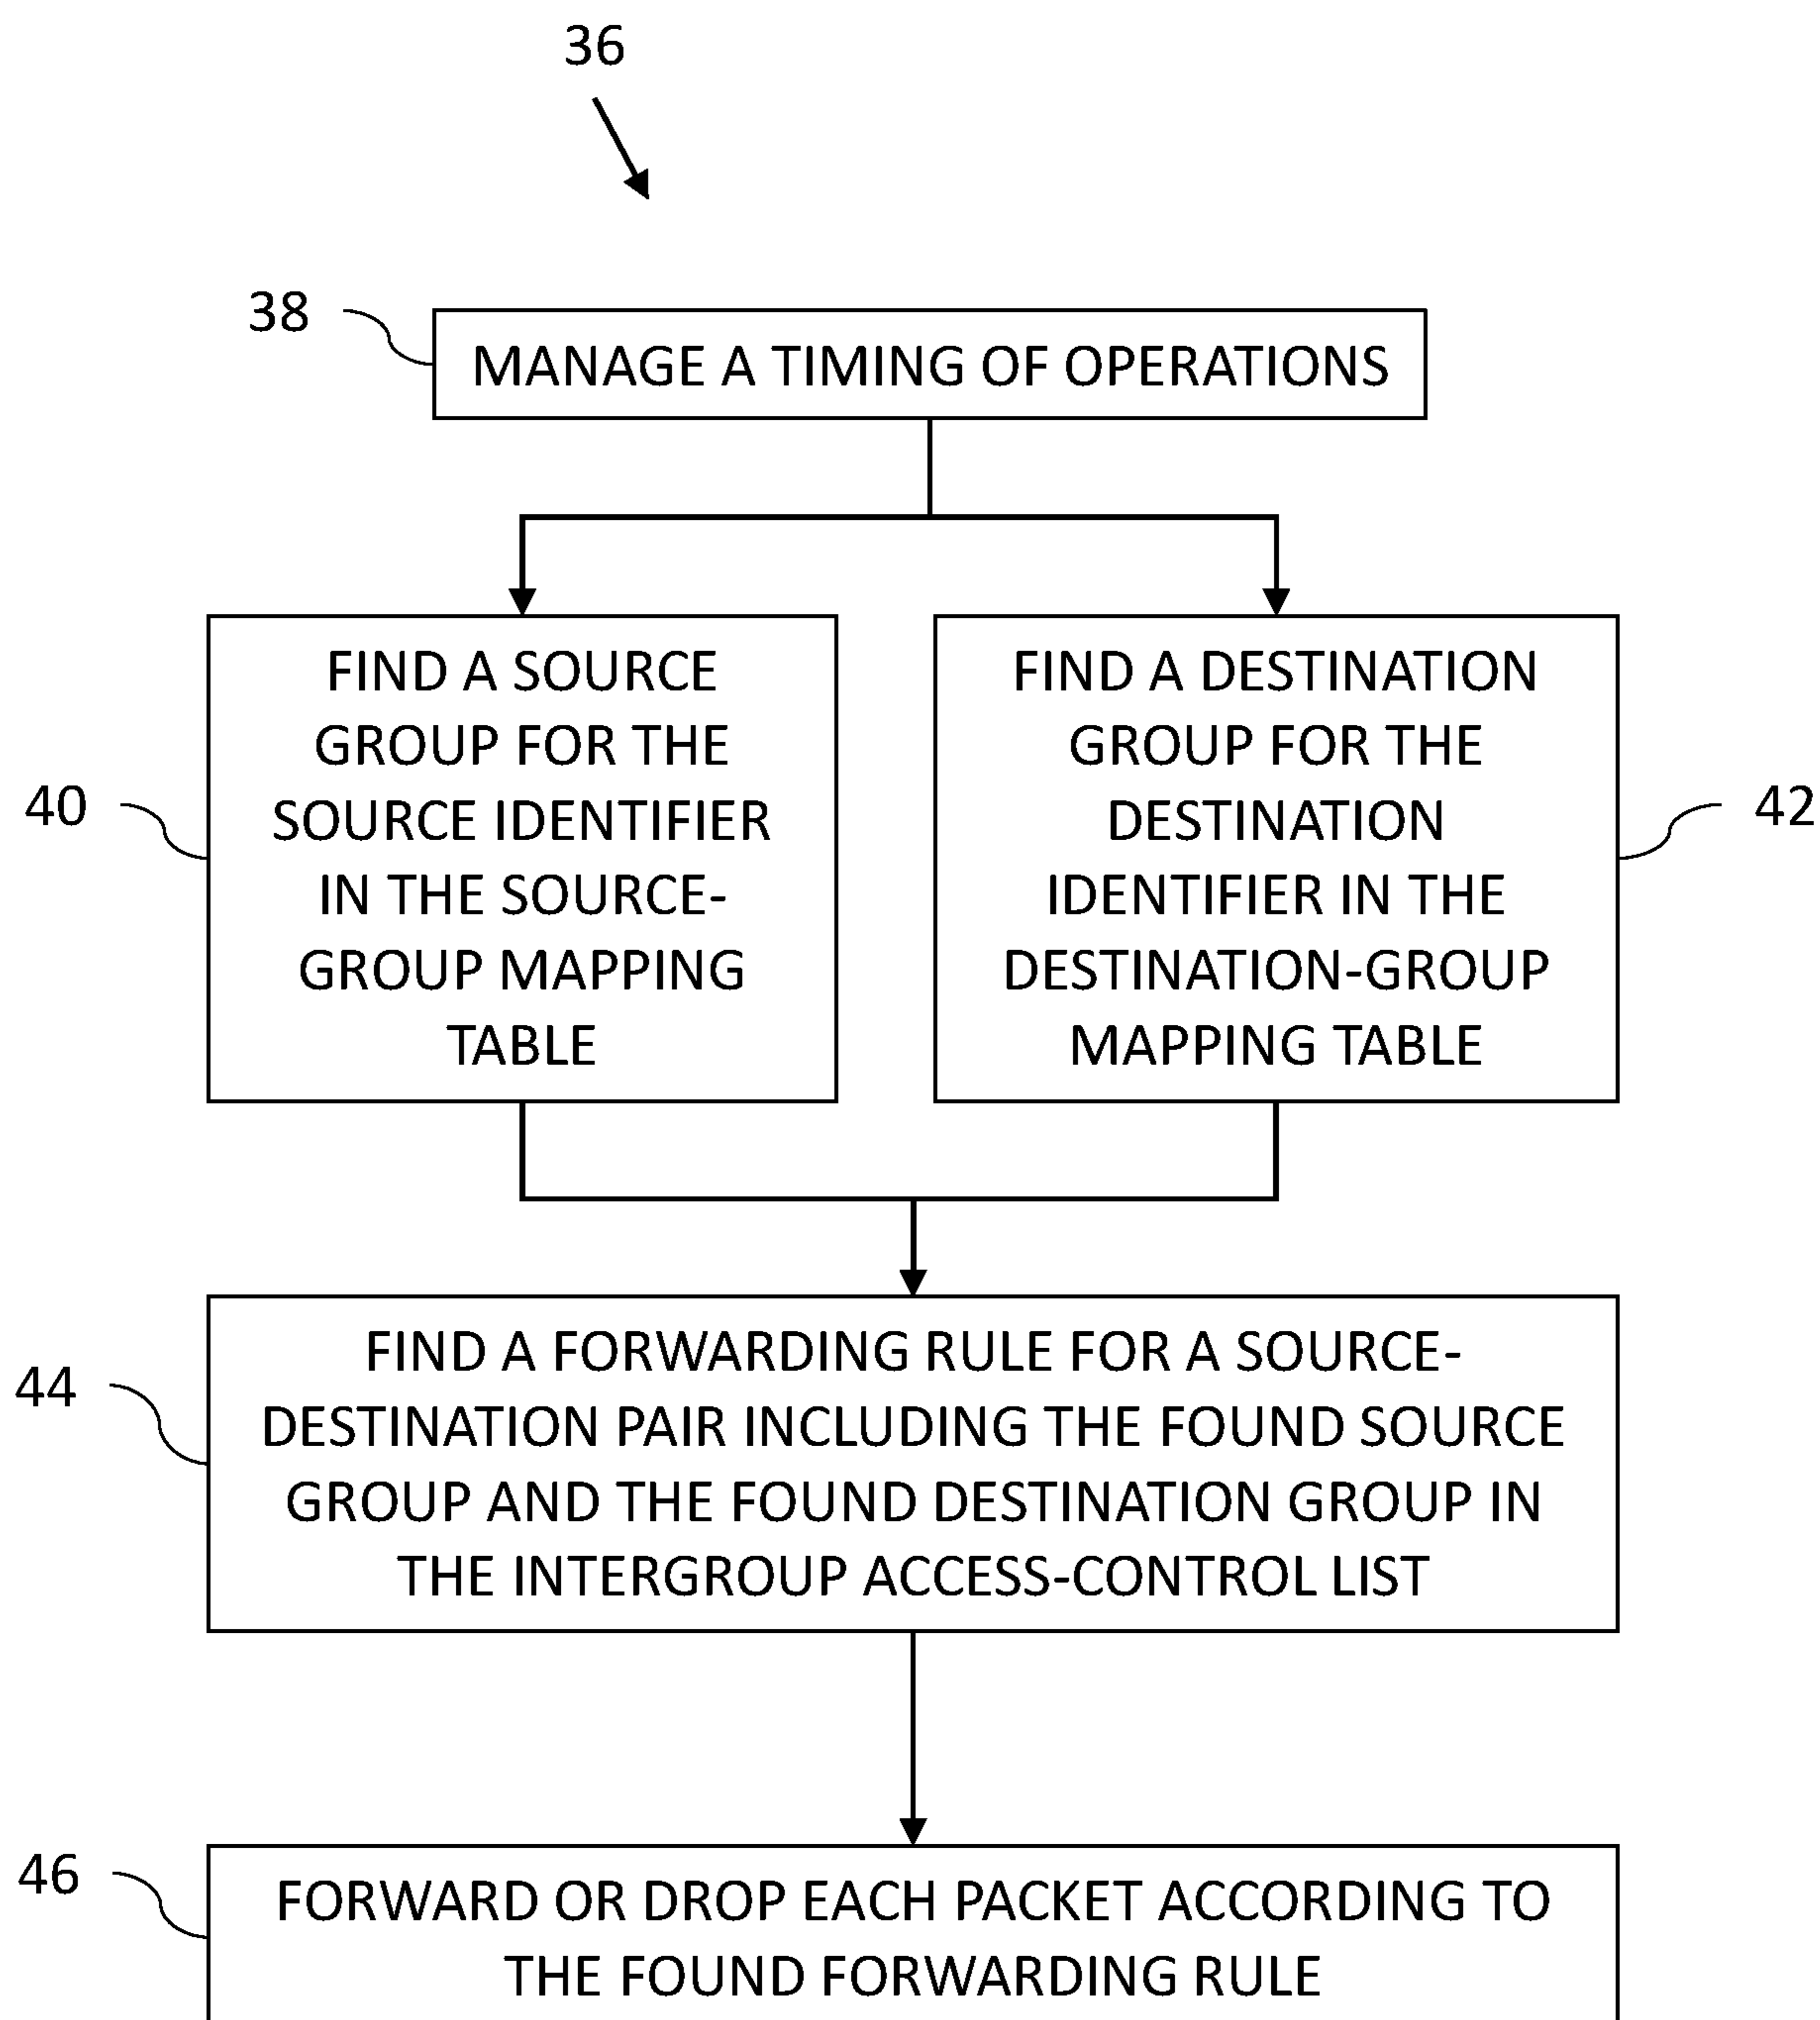 36
38
MANAGE A TIMING OF OPERATIONS
40
FIND A SOURCE
GROUP FOR THE
SOURCE IDENTIFIER
IN THE SOURCE-
GROUP MAPPING
TABLE
FIND A DESTINATION
GROUP FOR THE
DESTINATION
IDENTIFIER IN THE
DESTINATION-GROUP
MAPPING TABLE
42
44
FIND A FORWARDING RULE FOR A SOURCE-
DESTINATION PAIR INCLUDING THE FOUND SOURCE
GROUP AND THE FOUND DESTINATION GROUP IN
THE INTERGROUP ACCESS-CONTROL LIST
46
FORWARD OR DROP EACH PACKET ACCORDING TO
THE FOUND FORWARDING RULE